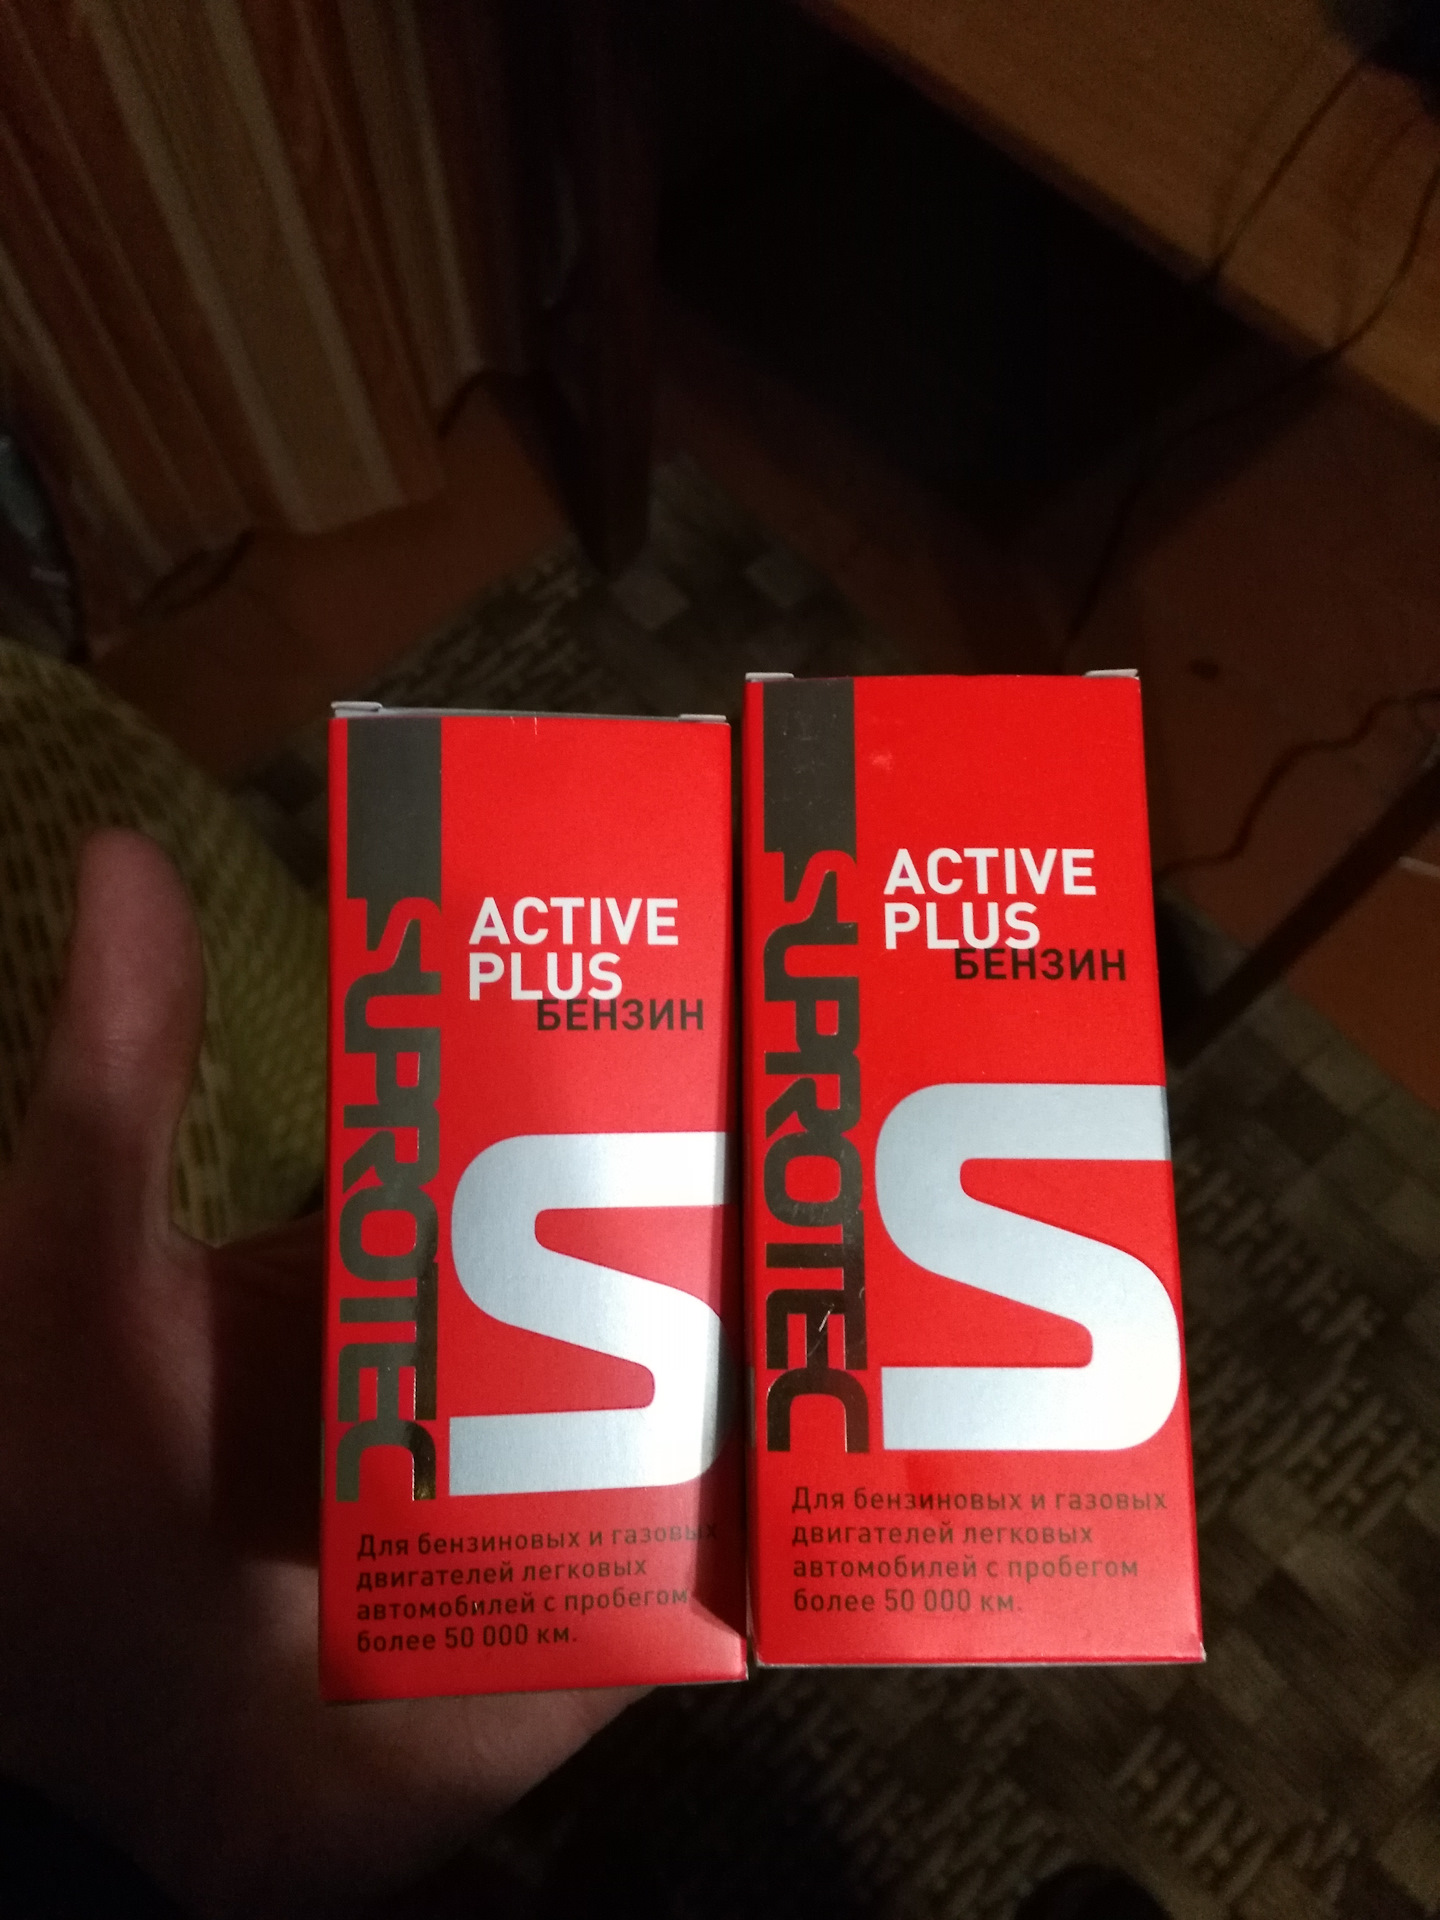 SUPROTEC
ACTIVE
PLUS
БЕНЗИН
S
Для бензиновых и газовых
двигателей легковых
автомобилей с пробегом
более 50 000 км.
SUPROTEC
ACTIVE
PLUS
БЕНЗИН
S
Для бензиновых и газовых
двигателей легковых
автомобилей с пробегом
более 50 000 км.